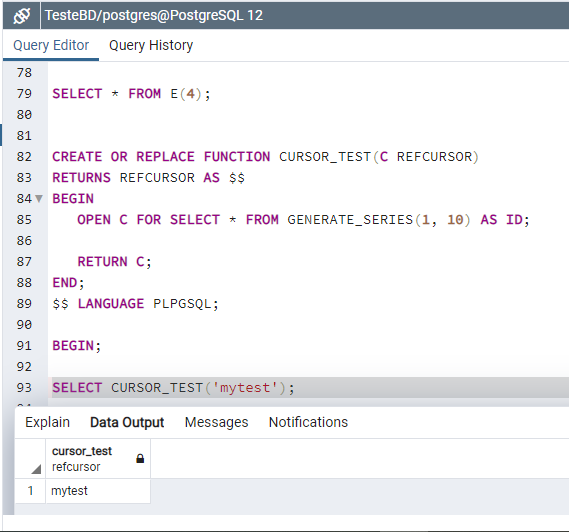 TesteBD/postgres@PostgreSQL 12
Query Editor Query History
78
79 SELECT * FROM E(4);
80
81
82 CREATE OR REPLACE FUNCTION CURSOR_TEST(C REFCURSOR)
83 RETURNS REFCURSOR AS $$
84 BEGIN
85 OPEN C FOR SELECT * FROM GENERATE_SERIES(1, 10) AS ID;
86
87 RETURN C;
88 END;
89 $$ LANGUAGE PLPGSQL;
90
91 BEGIN;
92
93 SELECT CURSOR_TEST('mytest');
Explain Data Output Messages Notifications
cursor_test
refcursor
1 mytest